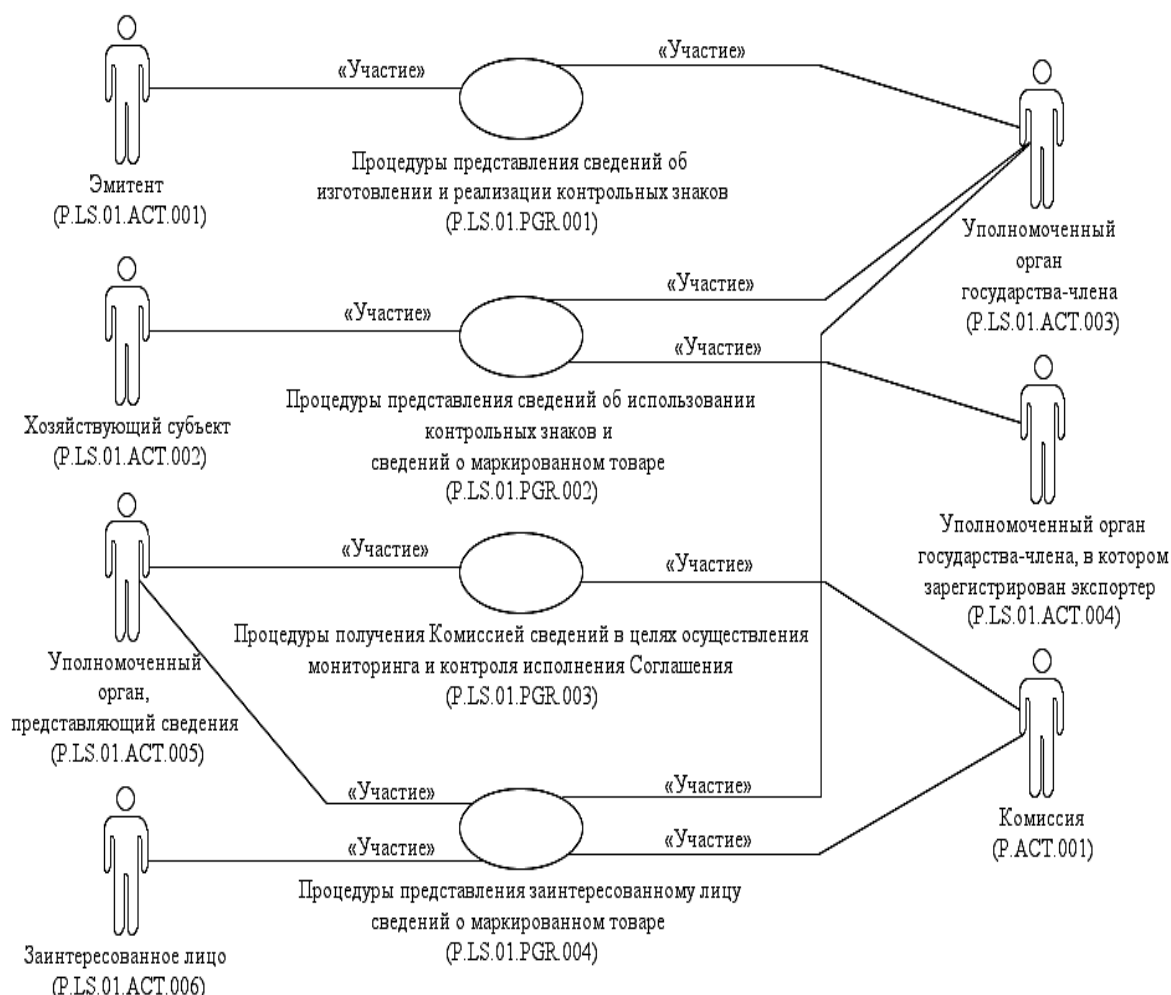 «Участие»
«Участие»
Эмитент
(P.LS.01.ACT.001)
Процедуры представления сведений об
изготовлении и реализации контрольных знаков
(P.LS.01.PGR.001)
Уполномоченный
орган
государства-члена
(P.LS.01.ACT.003)
«Участие»
«Участие»
«Участие»
Хозяйствующий субъект
(P.LS.01.ACT.002)
Процедуры представления сведений об использовании
контрольных знаков и
сведений о маркированном товаре
(P.LS.01.PGR.002)
Уполномоченный орган
государства-члена, в котором
зарегистрирован экспортер
(P.LS.01.ACT.004)
«Участие»
«Участие»
Уполномоченный
орган,
представляющий сведения
(P.LS.01.ACT.005)
Процедуры получения Комиссией сведений в целях осуществления
мониторинга и контроля исполнения Соглашения
(P.LS.01.PGR.003)
Комиссия
(P.ACT.001)
«Участие»
«Участие»
«Участие»
«Участие»
Заинтересованное лицо
(P.LS.01.ACT.006)
Процедуры представления заинтересованному лицу
сведений о маркированном товаре
(P.LS.01.PGR.004)